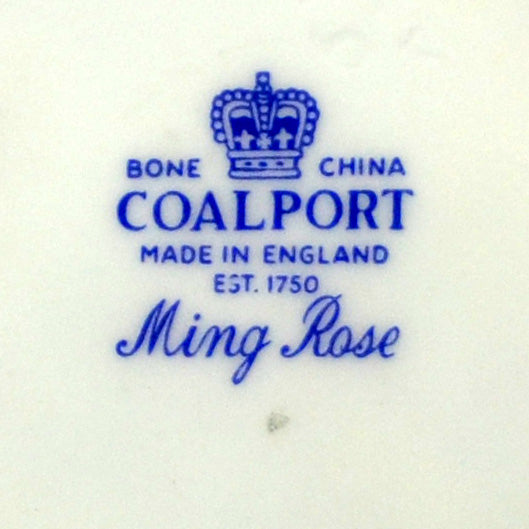 BONE CHINA
COALPORT
MADE IN ENGLAND
EST. 1750
Ming Rose